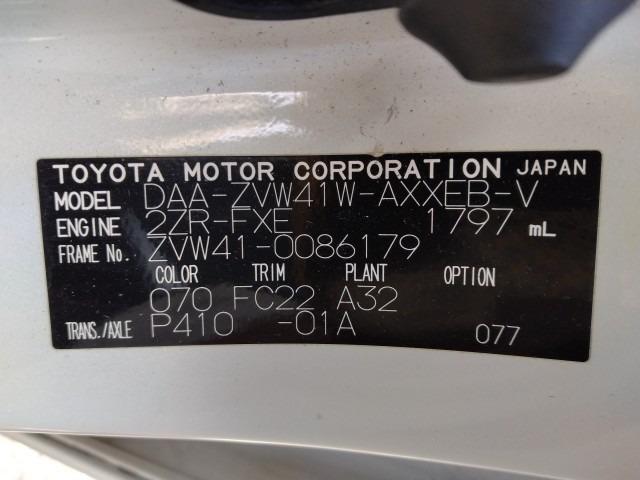 TOYOTA MOTOR CORPORATION JAPAN
MODEL DAA-ZVW41W-AXXEB-V
ENGINE 2ZR-FXE 1797 mL
FRAME No. ZVW41-0086179
COLOR TRIM PLANT OPTION
070 FC22 A32
TRANS./AXLE P410 -01A 077